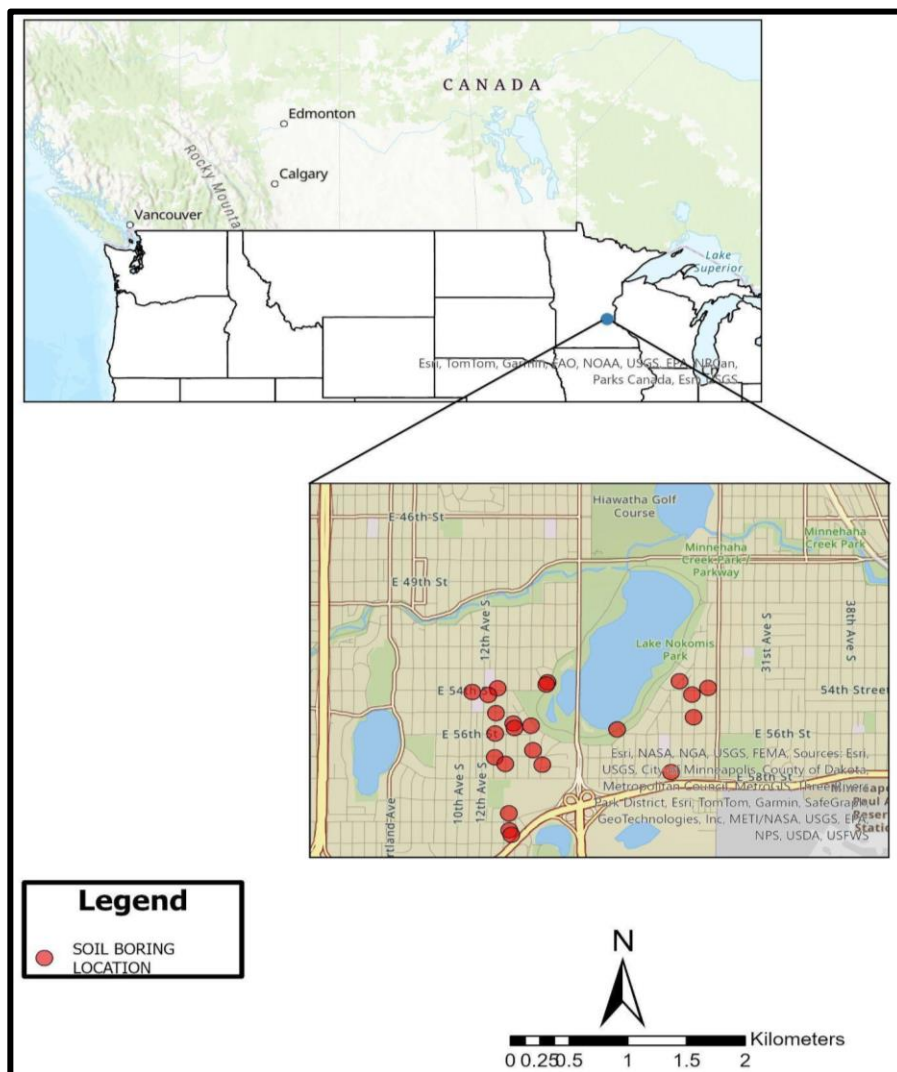 CANADA
Edmonton
Calgary
Rocky Mounta
Vancouver
Lake
Superior
Esri, TomTom, Garmin, FAO, NOAA, USGS, EPA, NRCan,
Parks Canada, Esri, USGS
Hiawatha Golf
Course
E 46th St
Minnehaha
Creek Park
Minnehaha
Creek Park /
Parkway
E 49th St
12th Ave S
31st Ave S
38th Ave S
Lake Nokomis
Park
E 54th St
54th Street
E 56th St
E 56th St
Esri, NASA, NGA, USGS, FEMA, Sources: Esri,
USGS, City of Minneapolis, County of Dakota,
E 58th St
Metropolitan Council, MetroGIS, Three Rivers
Park District, Esri, TomTom, Garmin, SafeGraph,
GeoTechnologies, Inc, METI/NASA, USGS, EPA,
NPS, USDA, USFWS
10th Ave S
12th Ave S
rtland Ave
Paul A
Reser
Statio
Legend
SOIL BORING
LOCATION
N
Kilometers
0 0.25 0.5 1 1.5 2